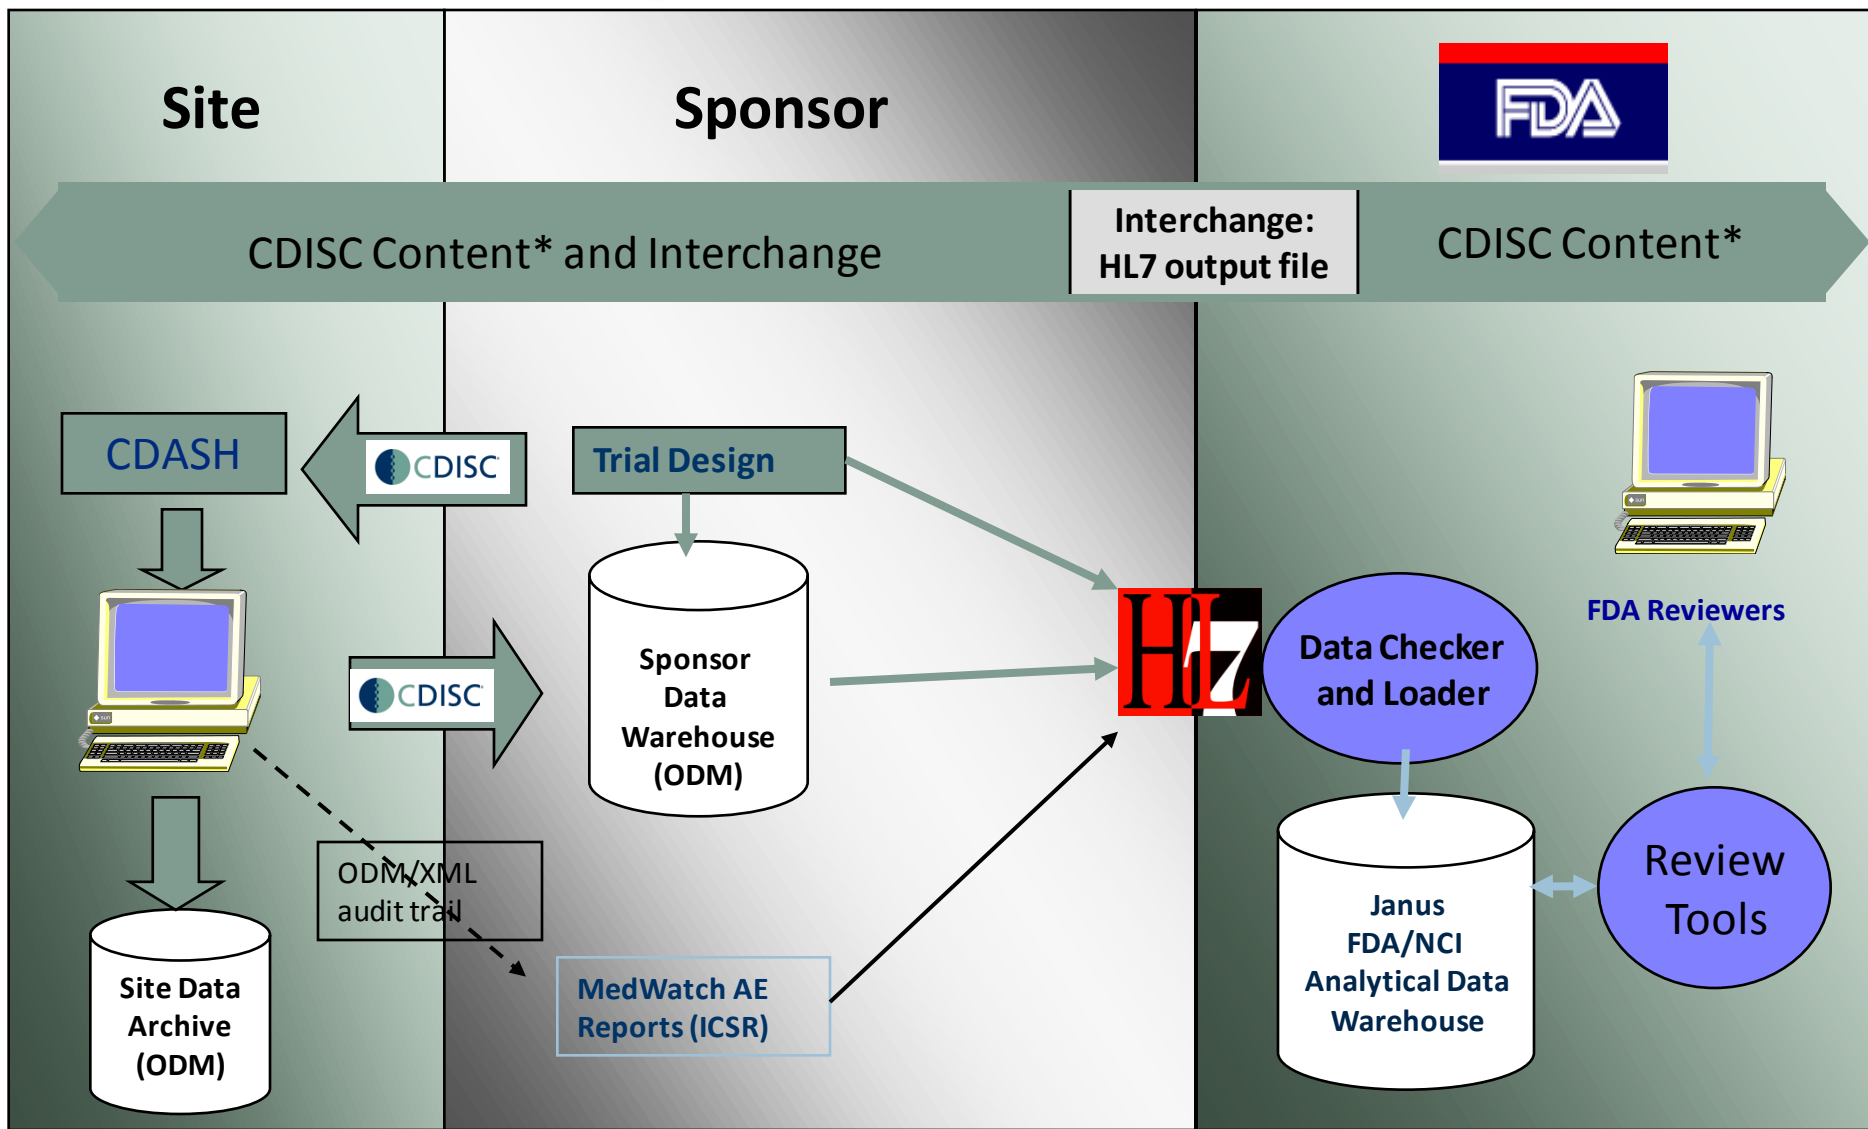 Site
Sponsor
FDA
CDISC Content* and Interchange
Interchange:
HL7 output file
CDISC Content*
CDASH
CDISC
Trial Design
CDISC
Sponsor
Data
Warehouse
(ODM)
HL7
Data Checker
and Loader
FDA Reviewers
sun
sun
ODM/XML
audit trail
Site Data
Archive
(ODM)
MedWatch AE
Reports (ICSR)
Janus
FDA/NCI
Analytical Data
Warehouse
Review
Tools